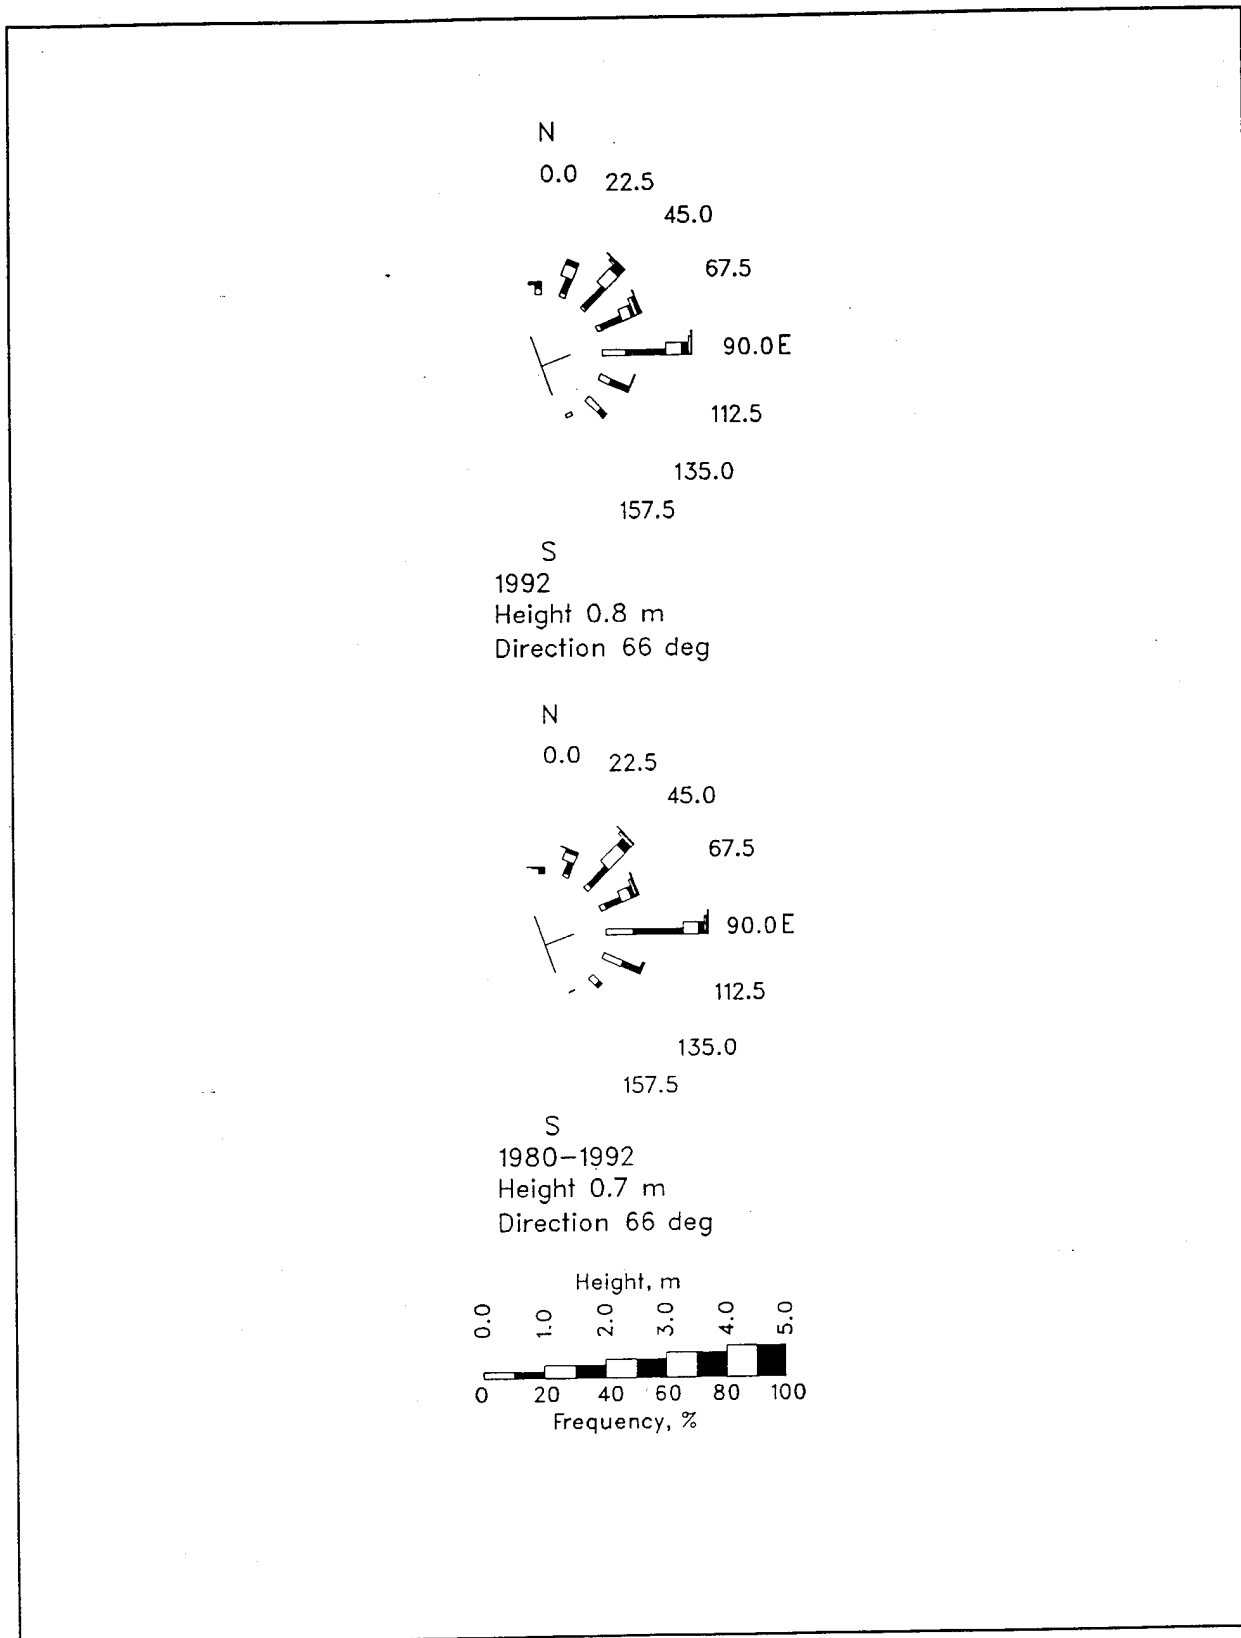 N
0.0 22.5
45.0
67.5
90.0E
112.5
135.0
157.5
S
1992
Height 0.8 m
Direction 66 deg
N
0.0 22.5
45.0
67.5
90.0E
112.5
135.0
157.5
S
1980-1992
Height 0.7 m
Direction 66 deg
Height, m
0.0 1.0 2.0 3.0 4.0 5.0
0 20 40 60 80 100
Frequency, %